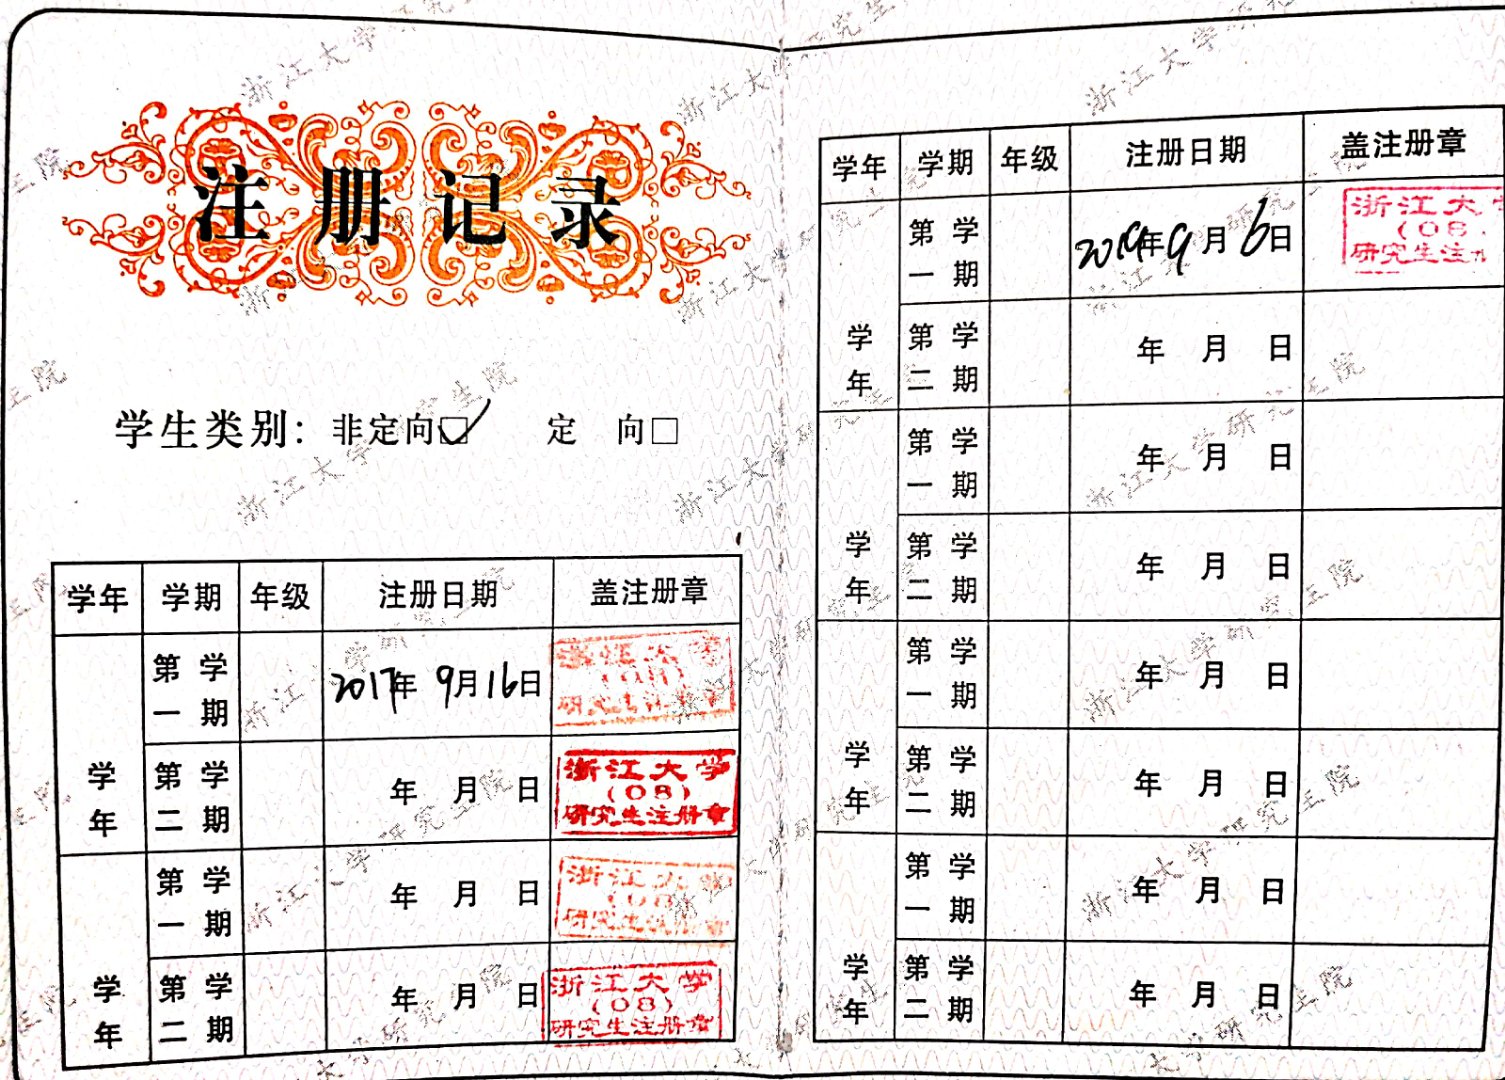 注册记录
学生类别: 非定向☑ 定 向□
学年 学期 年级 注册日期 盖注册章
学年 第一学期 2017年 9月16日 浙江大学 (08) 研究生注册章
第二学期 年 月 日 浙江大学 (08) 研究生注册章
学年 第一学期 年 月 日 浙江大学 (08) 研究生注册章
第二学期 年 月 日 浙江大学 (08) 研究生注册章
学年 学期 年级 注册日期 盖注册章
学年 第一学期 2019年9月6日 浙江大学 (08) 研究生注册
第二学期 年 月 日
学年 第一学期 年 月 日
第二学期 年 月 日
学年 第一学期 年 月 日
第二学期 年 月 日
学年 第一学期 年 月 日
第二学期 年 月 日
浙江大学研究生院